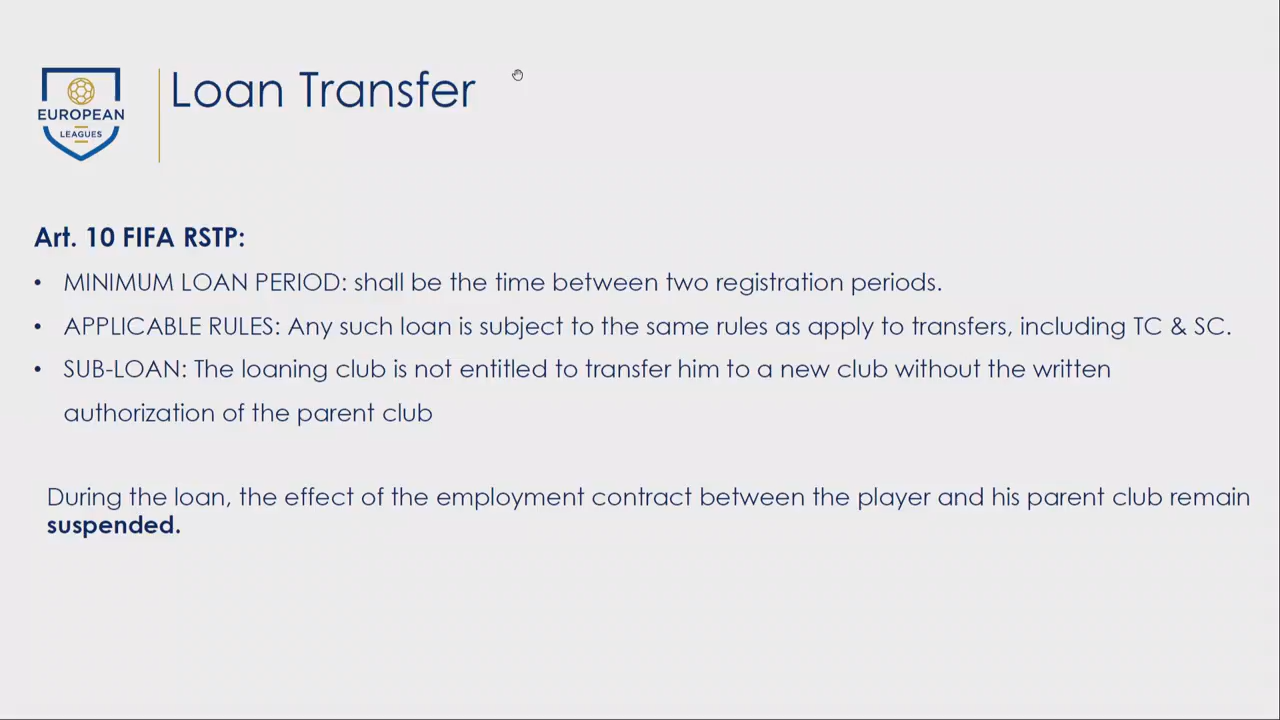 EUROPEAN
LEAGUES
Loan Transfer
Art. 10 FIFA RSTP:
• MINIMUM LOAN PERIOD: shall be the time between two registration periods.
• APPLICABLE RULES: Any such loan is subject to the same rules as apply to transfers, including TC & SC.
• SUB-LOAN: The loaning club is not entitled to transfer him to a new club without the written
authorization of the parent club
During the loan, the effect of the employment contract between the player and his parent club remain
suspended.